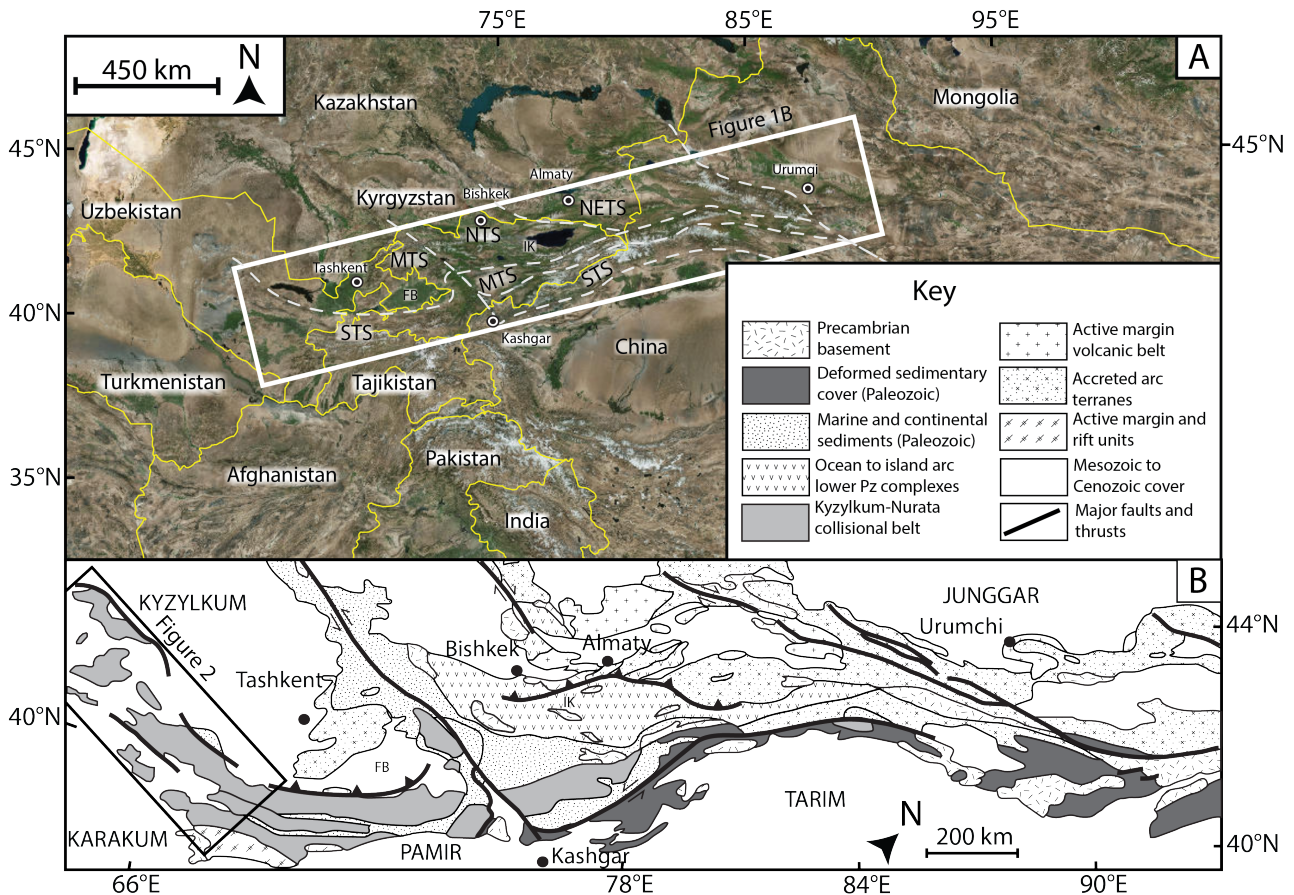 75°E 85°E 95°E
450 km
N
A
Kazakhstan
Mongolia
Figure 1B
45°N
45°N
Almaty
Urumqi
Kyrgyzstan
Bishkek
NETS
Uzbekistan
NTS
IK
MTS
Tashkent
MTS
STS
FB
40°N
STS
Kashgar
China
Turkmenistan
Tajikistan
Pakistan
Afghanistan
35°N
India
Key
Precambrian
basement
Deformed sedimentary
cover (Paleozoic)
Marine and continental
sediments (Paleozoic)
Ocean to island arc
lower Pz complexes
Kyzylkum-Nurata
collisional belt
Active margin
volcanic belt
Accreted arc
terranes
Active margin and
rift units
Mesozoic to
Cenozoic cover
Major faults and
thrusts
B
KYZYLKUM
JUNGGAR
Figure 2
Urumchi
44°N
Bishkek
Almaty
Tashkent
IK
40°N
FB
TARIM
N
200 km
KARAKUM
PAMIR
Kashgar
40°N
66°E 78°E 84°E 90°E